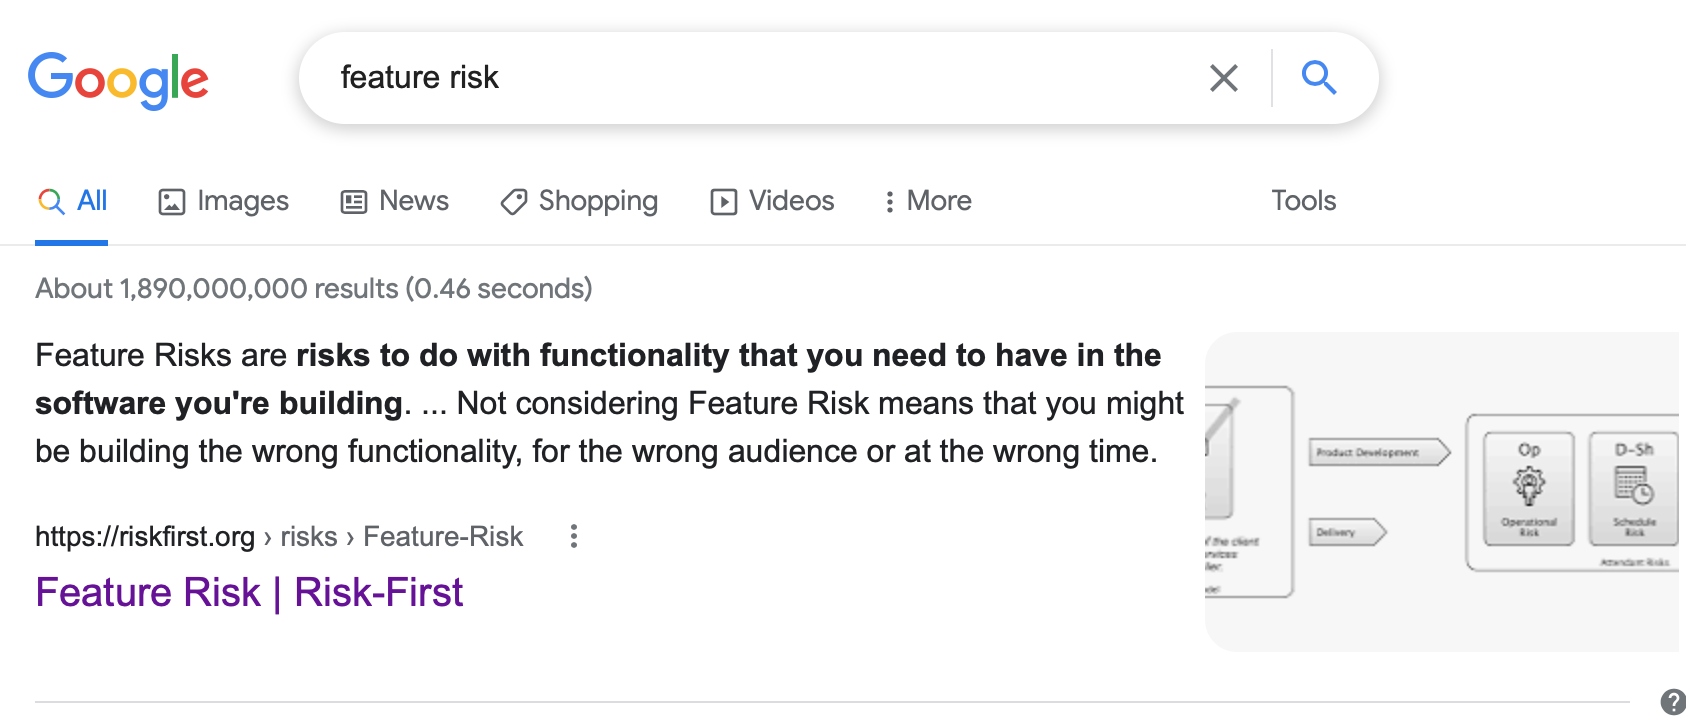 Google
feature risk
All
Images
News
Shopping
Videos
More
Tools
About 1,890,000,000 results (0.46 seconds)
Feature Risks are risks to do with functionality that you need to have in the
software you're building. ... Not considering Feature Risk means that you might
be building the wrong functionality, for the wrong audience or at the wrong time.
https://riskfirst.org › risks › Feature-Risk
Feature Risk | Risk-First
Product Development
Delivery
of the client
Op
Operational
Risk
D-Sh
Schedule
Risk
Attendant Risks
?